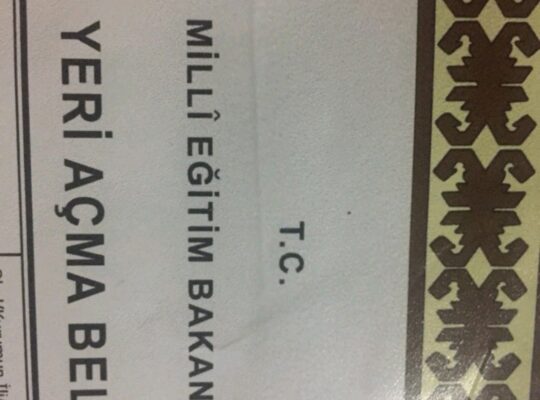 T.C.
MİLLÎ EĞİTİM BAKAN
YERİ AÇMA BEL